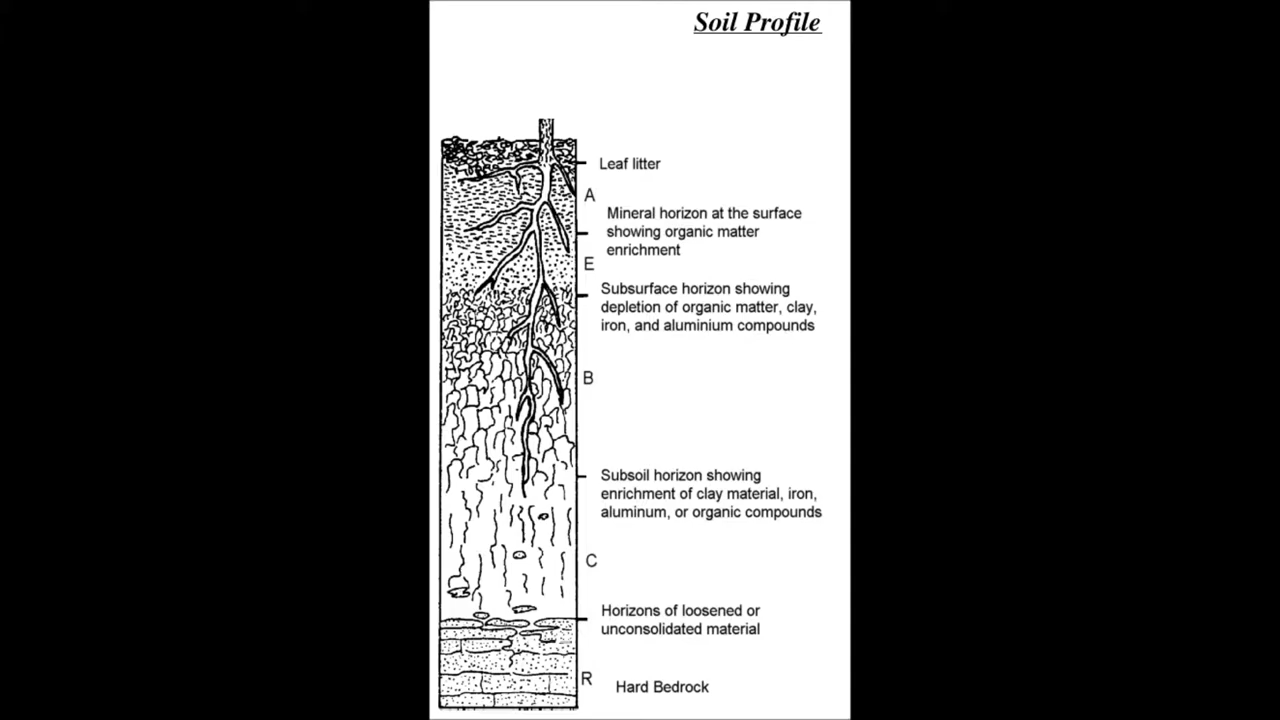 Soil Profile
Leaf litter
A
Mineral horizon at the surface
showing organic matter
enrichment
E
Subsurface horizon showing
depletion of organic matter, clay,
iron, and aluminium compounds
B
Subsoil horizon showing
enrichment of clay material, iron,
aluminum, or organic compounds
C
Horizons of loosened or
unconsolidated material
R
Hard Bedrock